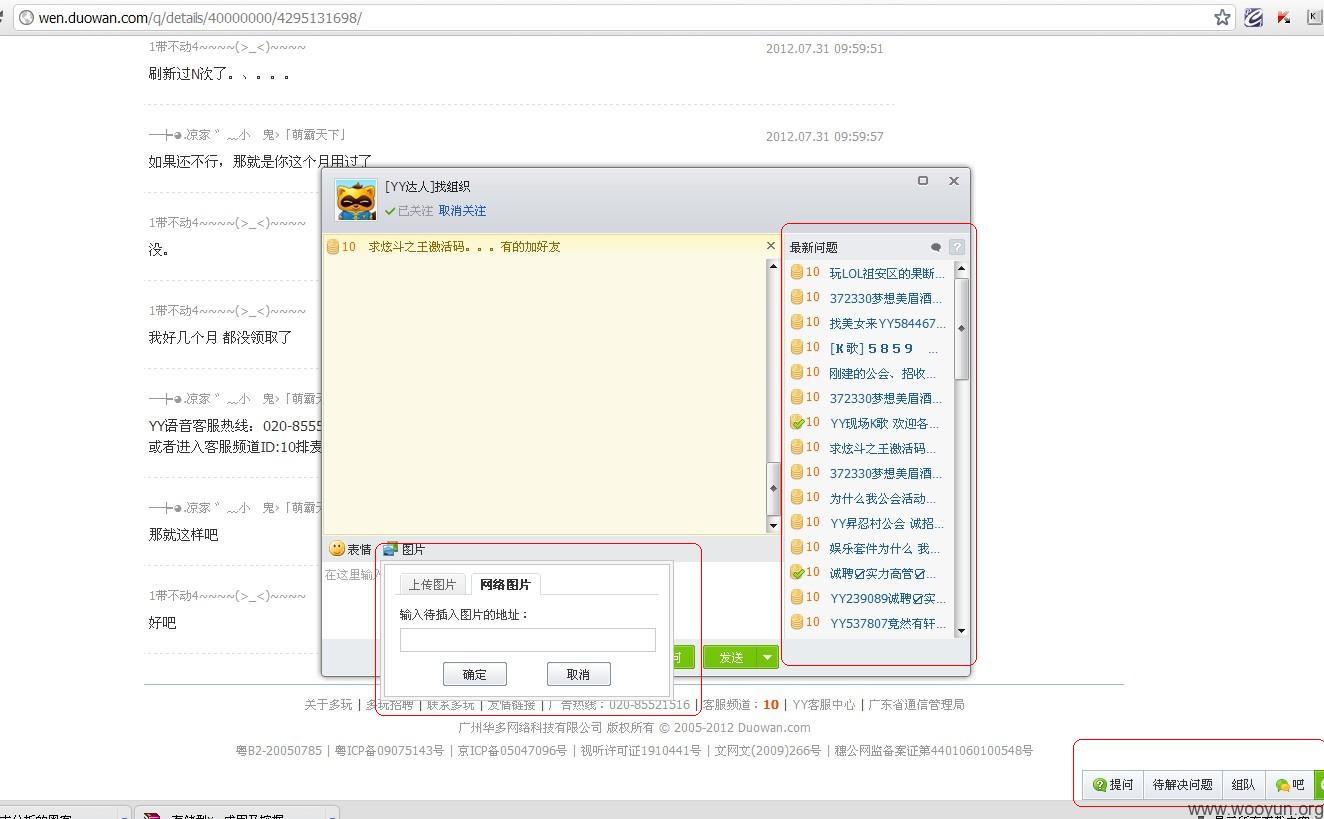 wen.duowan.com/q/details/40000000/4295131698/
1带不动4~~~~(>_<)~~~~ 2012.07.31 09:59:51
刷新过N次了。、。。。。
小 鬼>「萌霸天下」 2012.07.31 09:59:57
如果还不行，那就是你这个月用过了
[YY达人]找组织
已关注 取消关注
1带不动4~~~~(>_<)~~~~
没。
10 求炫斗之王激活码。。。有的加好友
最新问题
10 玩LOL祖安区的果断...
10 372330梦想美眉酒...
10 找美女来YY584467...
10 [K歌] 5 8 5 9 ...
10 刚建的公会、招收...
10 372330梦想美眉酒...
10 YY现场K歌 欢迎各...
10 求炫斗之王激活码...
10 372330梦想美眉酒...
10 为什么我公会活动...
10 YY昇忍村公会 诚招...
10 娱乐套件为什么 我...
10 诚聘☑实力高管☑...
10 YY239089诚聘☑实...
10 YY537807竟然有轩...
1带不动4~~~~(>_<)~~~~
我好几个月 都没领取了
小 鬼>「萌霸天
YY语音客服热线：020-855
或者进入客服频道ID:10排麦
小 鬼>「萌霸天
那就这样吧
1带不动4~~~~(>_<)~~~~
好吧
表情 图片
在这里输入
上传图片 网络图片
输入待插入图片的地址：
确定 取消
问 发送
关于多玩 | 多玩招聘 | 联系多玩 | 友情链接 | 广告热线：020-85521516 | 客服频道：10 | YY客服中心 | 广东省通信管理局
广州华多网络科技有限公司 版权所有 © 2005-2012 Duowan.com
粤B2-20050785 | 粤ICP备09075143号 | 京ICP备05047096号 | 视听许可证1910441号 | 文网文(2009)266号 | 穗公网监备案证第4401060100548号
提问 待解决问题 组队 吧
www.wooyun.org